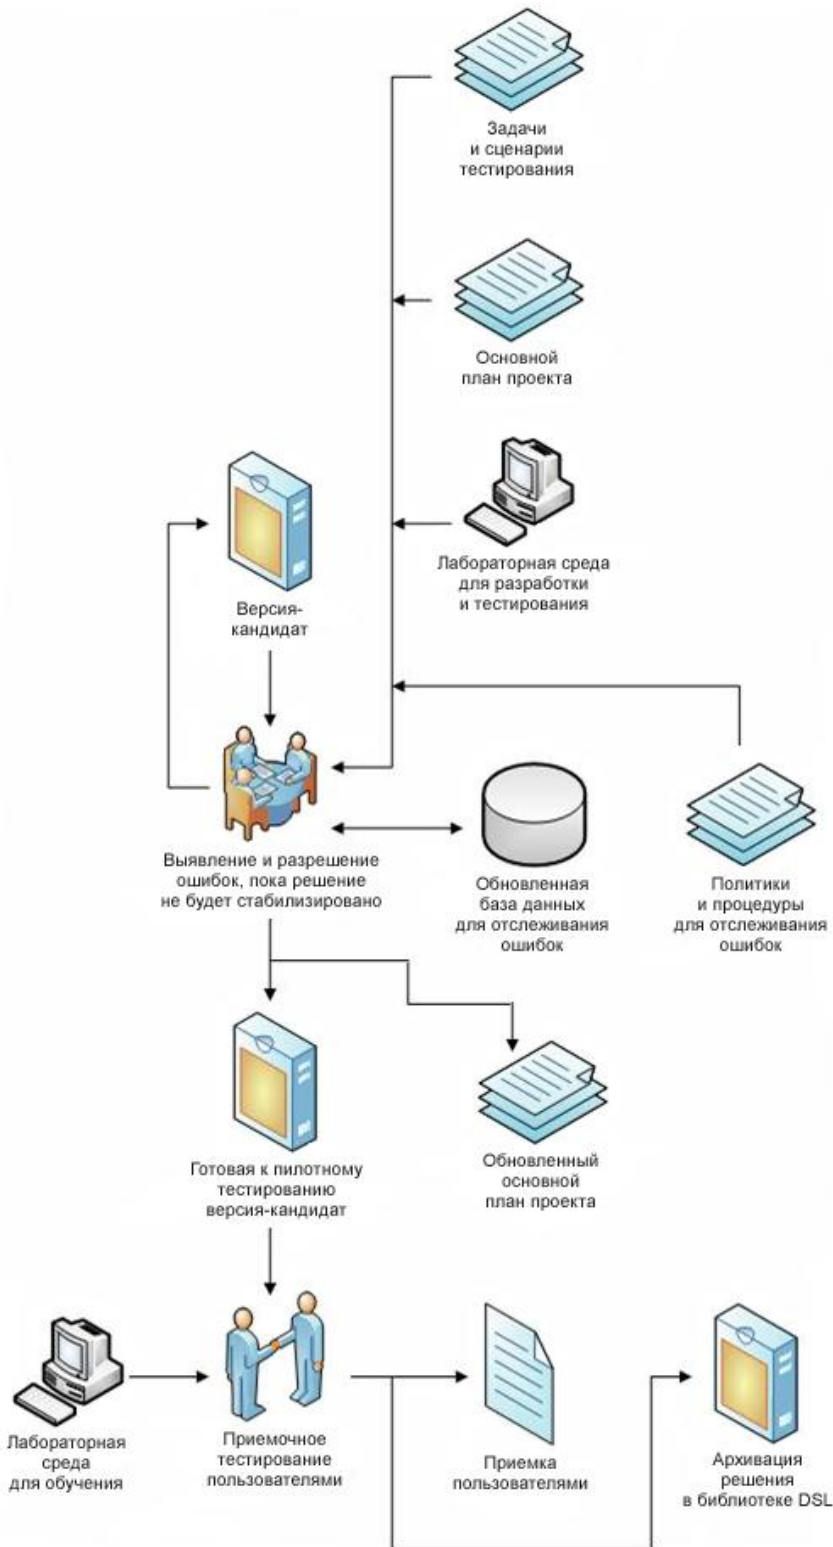 Задачи
и сценарии
тестирования
Основной
план проекта
Лабораторная среда
для разработки
и тестирования
Версия-
кандидат
Выявление и разрешение
ошибок, пока решение
не будет стабилизировано
Обновленная
база данных
для отслеживания
ошибок
Политики
и процедуры
для отслеживания
ошибок
Готовая к пилотному
тестированию
версия-кандидат
Обновленный
основной
план проекта
Лабораторная
среда
для обучения
Приемочное
тестирование
пользователями
Приемка
пользователями
Архивация
решения
в библиотеке DSL